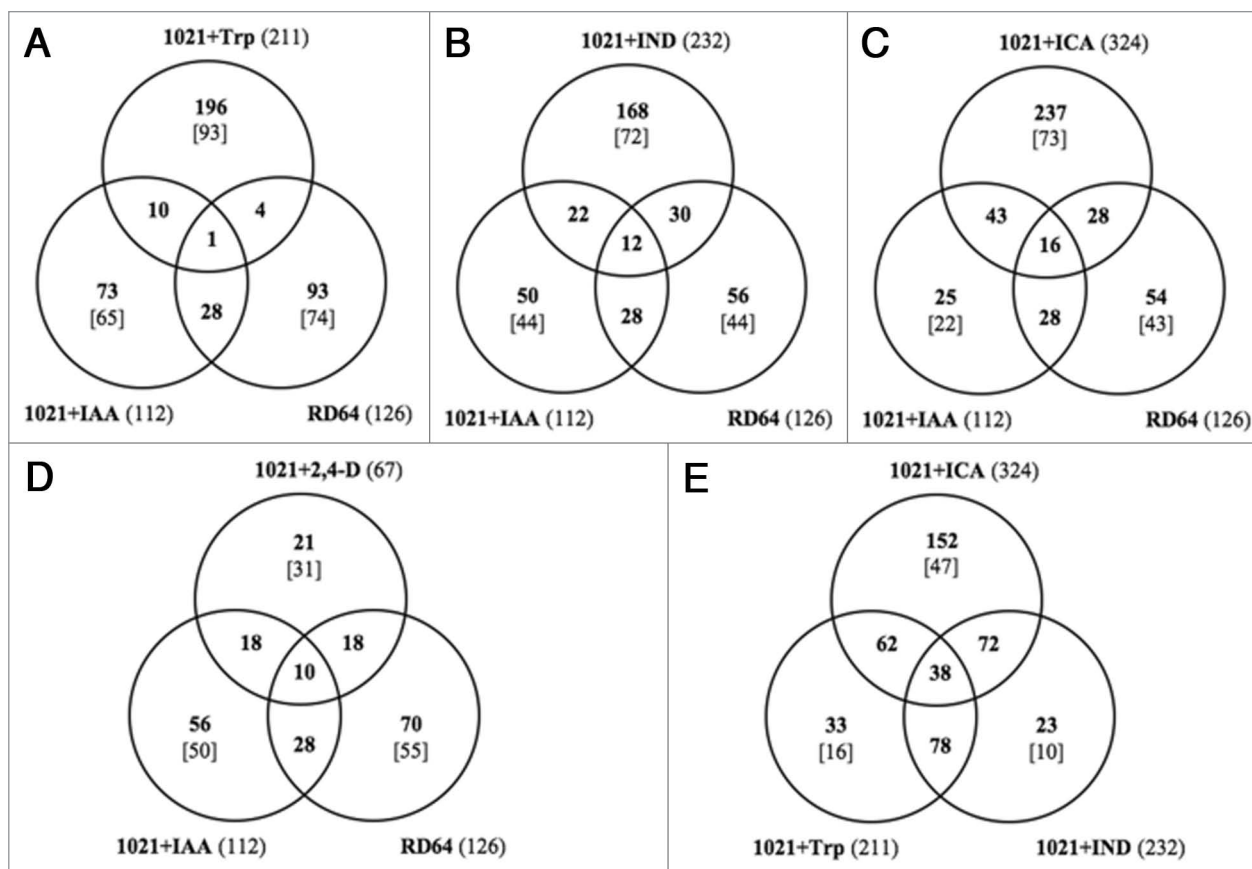 A
1021+Trp (211)
196
[93]
10
4
1
73
[65]
93
[74]
28
1021+IAA (112)
RD64 (126)
B
1021+IND (232)
168
[72]
22
30
12
50
[44]
56
[44]
28
1021+IAA (112)
RD64 (126)
C
1021+ICA (324)
237
[73]
43
28
16
25
[22]
54
[43]
28
1021+IAA (112)
RD64 (126)
D
1021+2,4-D (67)
21
[31]
18
18
10
56
[50]
70
[55]
28
1021+IAA (112)
RD64 (126)
E
1021+ICA (324)
152
[47]
62
72
38
33
[16]
23
[10]
78
1021+Trp (211)
1021+IND (232)